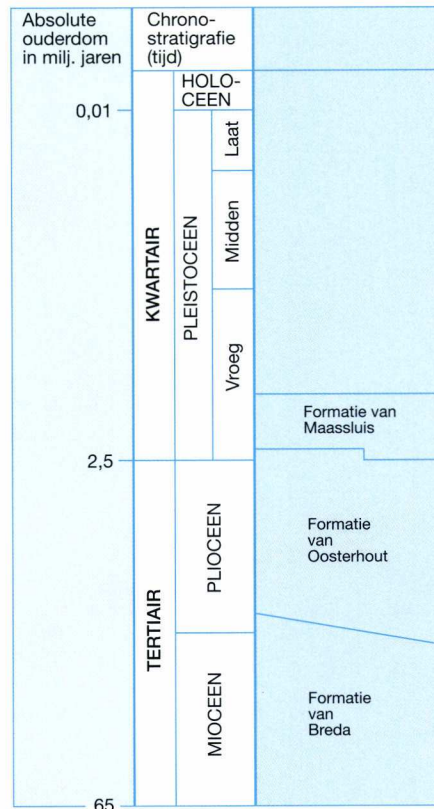 Absolute
ouderdom
in milj. jaren
Chrono-
stratigrafie
(tijd)
HOLO-
CEEN
0,01
KWARTAIR
PLEISTOCEEN
Laat
Midden
Vroeg
Formatie van
Maassluis
2,5
TERTIAIR
PLIOCEEN
Formatie
van
Oosterhout
MIOCEEN
Formatie
van
Breda
65